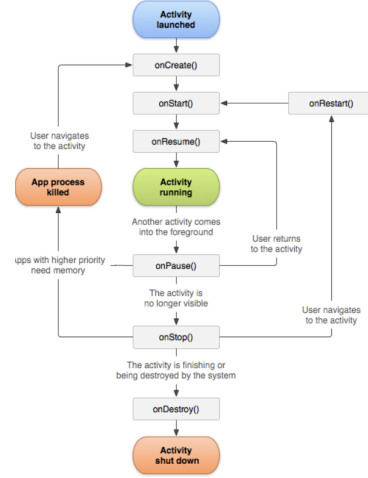 Activity
launched
onCreate()
onStart()
onRestart()
User navigates
to the activity
onResume()
App process
killed
Activity
running
Another activity comes
into the foreground
User returns
to the activity
pps with higher priority
need memory
onPause()
The activity is
no longer visible
User navigates
to the activity
onStop()
The activity is finishing or
being destroyed by the system
onDestroy()
Activity
shut down